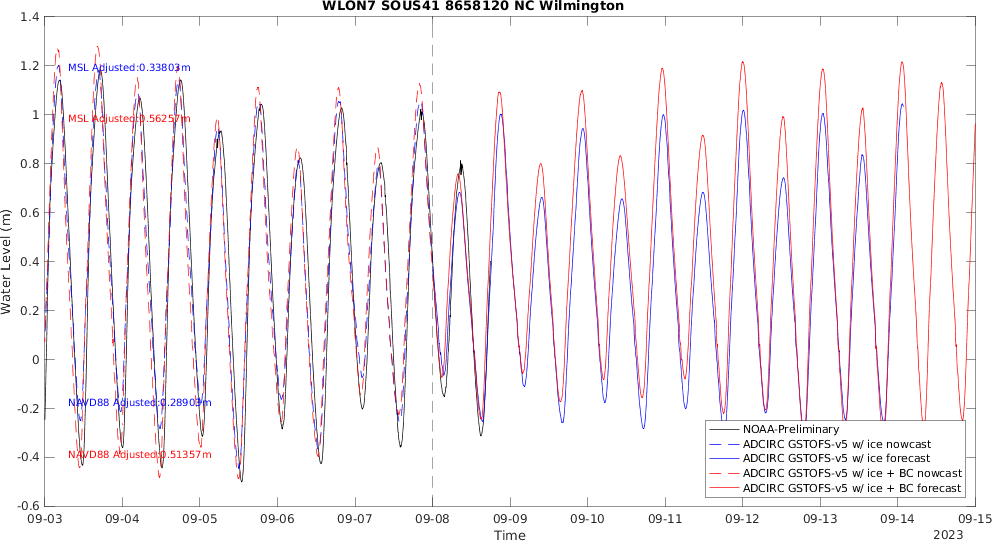 WLON7 SOUS41 8658120 NC Wilmington
1.4
1.2
1
0.8
0.6
0.4
0.2
0
-0.2
-0.4
-0.6
Water Level (m)
MSL Adjusted:0.33803m
MSL Adjusted:0.56257m
NAVD88 Adjusted:0.28903m
NAVD88 Adjusted:0.51357m
NOAA-Preliminary
ADCIRC GSTOFS-v5 w/ ice nowcast
ADCIRC GSTOFS-v5 w/ ice forecast
ADCIRC GSTOFS-v5 w/ ice + BC nowcast
ADCIRC GSTOFS-v5 w/ ice + BC forecast
09-03 09-04 09-05 09-06 09-07 09-08 09-09 09-10 09-11 09-12 09-13 09-14 09-15
Time
2023